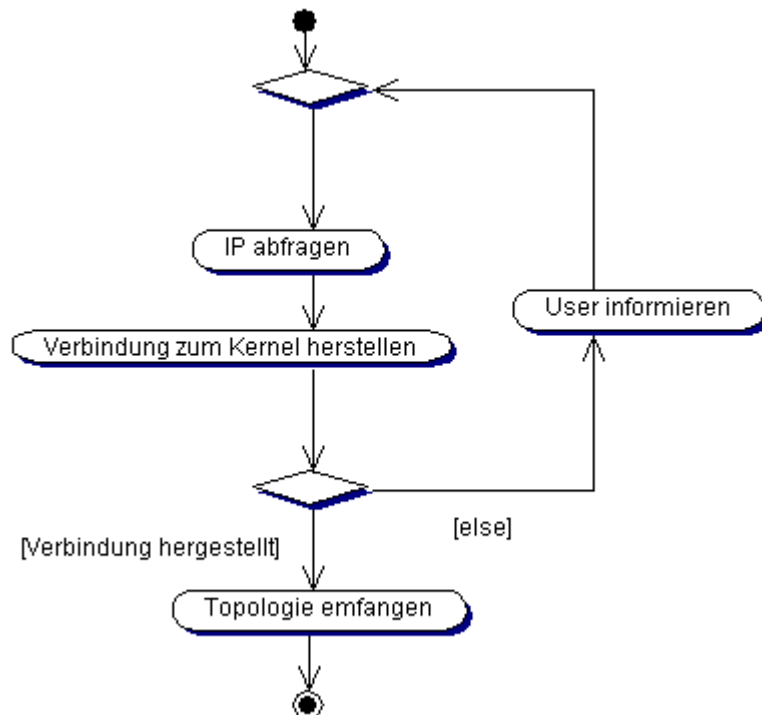 IP abfragen
User informieren
Verbindung zum Kernel herstellen
[else]
[Verbindung hergestellt]
Topologie emfangen